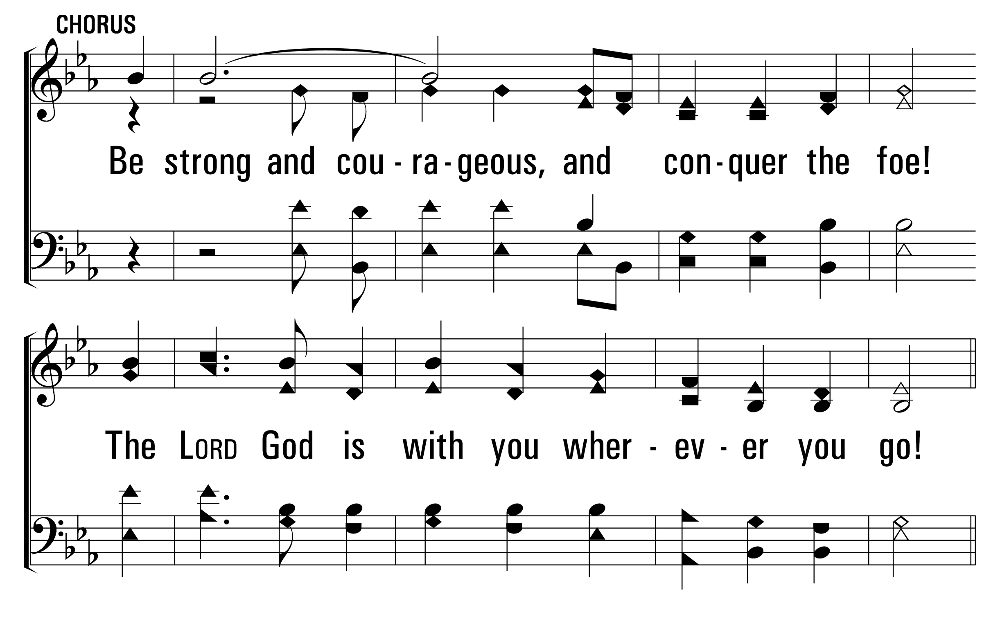 CHORUS
Be strong and cou - ra - geous, and con - quer the foe!
The LORD God is with you wher - ev - er you go!